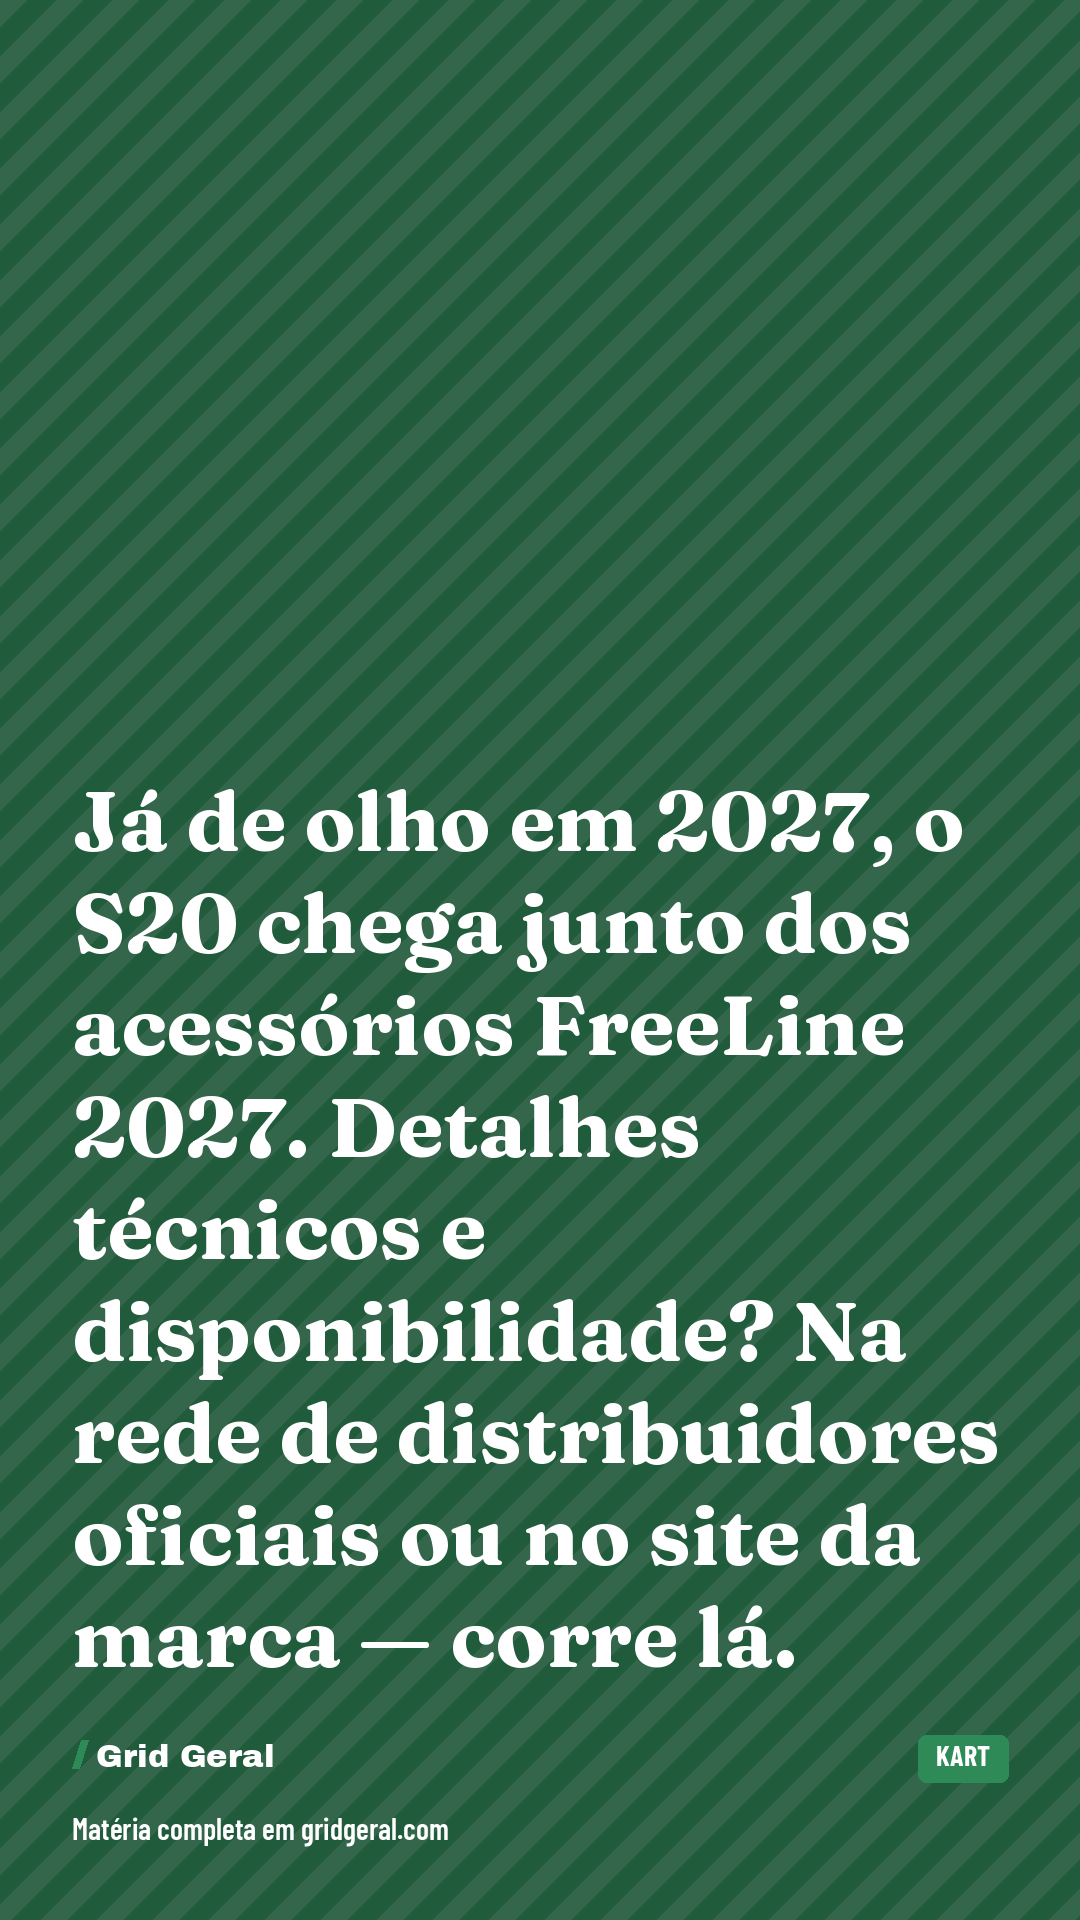 Já de olho em 2027, o
S20 chega junto dos
acessórios FreeLine
2027. Detalhes
técnicos e
disponibilidade? Na
rede de distribuidores
oficiais ou no site da
marca — corre lá.
/ Grid Geral
KART
Matéria completa em gridgeral.com